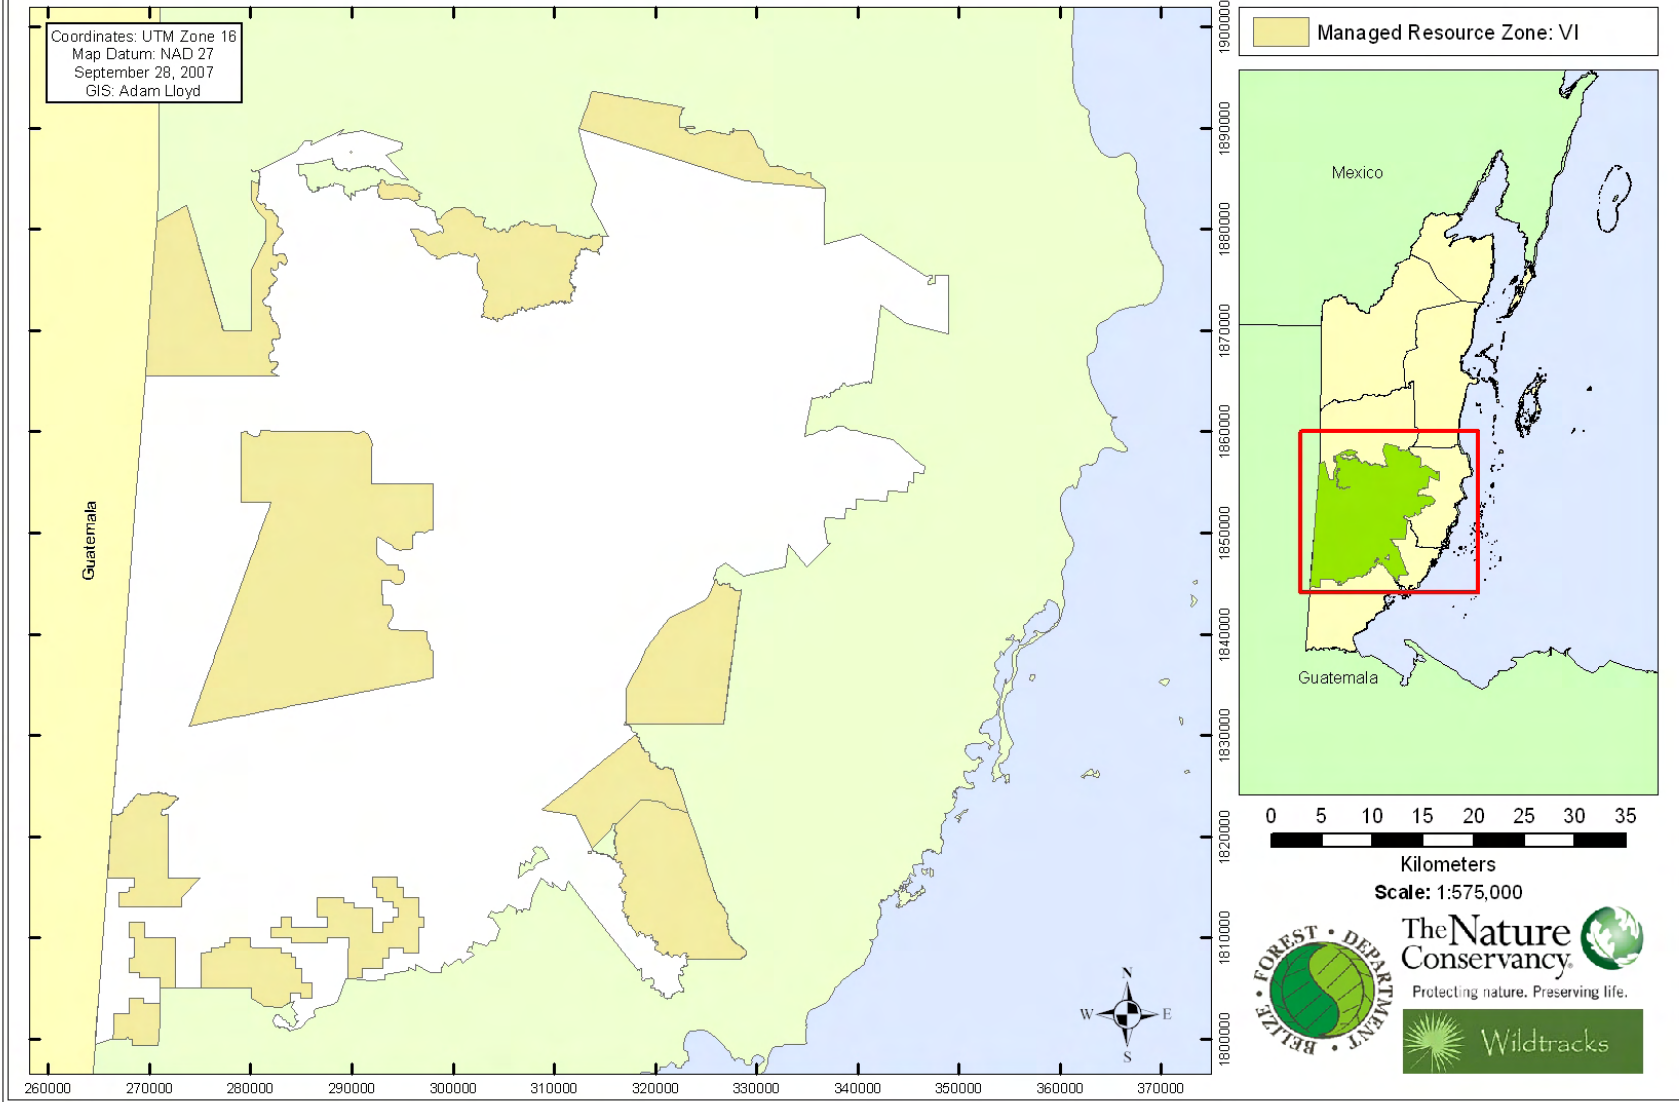 Coordinates: UTM Zone 16
Map Datum: NAD 27
September 28, 2007
GIS: Adam Lloyd
Guatemala
1900000
1890000
1880000
1870000
1860000
1850000
1840000
1830000
1820000
1810000
1800000
260000 270000 280000 290000 300000 310000 320000 330000 340000 350000 360000 370000
N
W E
S
Managed Resource Zone: VI
Mexico
Guatemala
0 5 10 15 20 25 30 35
Kilometers
Scale: 1:575,000
BELIZE • FOREST • DEPARTMENT •
The Nature
Conservancy
Protecting nature. Preserving life.
Wildtracks